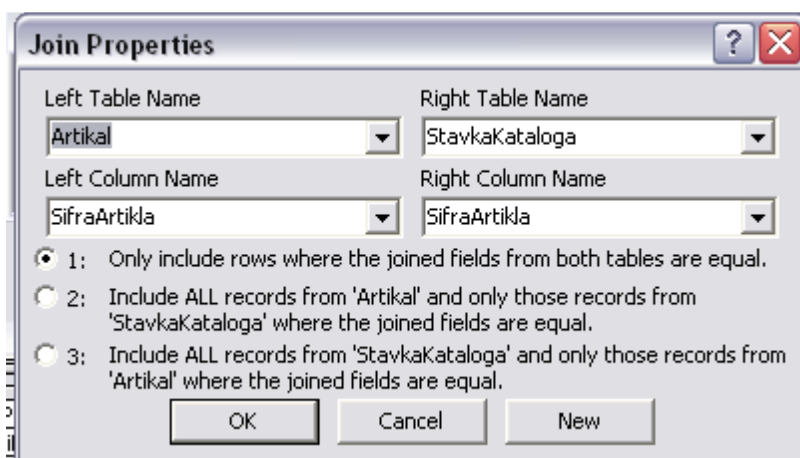 Join Properties
Left Table Name Right Table Name
Artikal StavkaKataloga
Left Column Name Right Column Name
SifraArtikla SifraArtikla
1: Only include rows where the joined fields from both tables are equal.
2: Include ALL records from 'Artikal' and only those records from
'StavkaKataloga' where the joined fields are equal.
3: Include ALL records from 'StavkaKataloga' and only those records from
'Artikal' where the joined fields are equal.
OK Cancel New